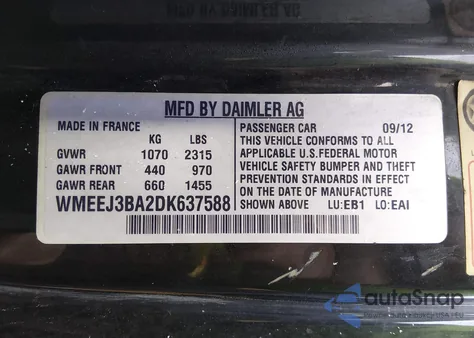 MFD BY DAIMLER AG
MADE IN FRANCE
KG LBS
GVWR 1070 2315
GAWR FRONT 440 970
GAWR REAR 660 1455
WMEEJ3BA2DK637588
PASSENGER CAR 09/12
THIS VEHICLE CONFORMS TO ALL
APPLICABLE U.S.FEDERAL MOTOR
VEHICLE SAFETY BUMPER AND THEFT
PREVENTION STANDARDS IN EFFECT
ON THE DATE OF MANUFACTURE
SHOWN ABOVE LU:EB1 LO:EAI
autoSnap